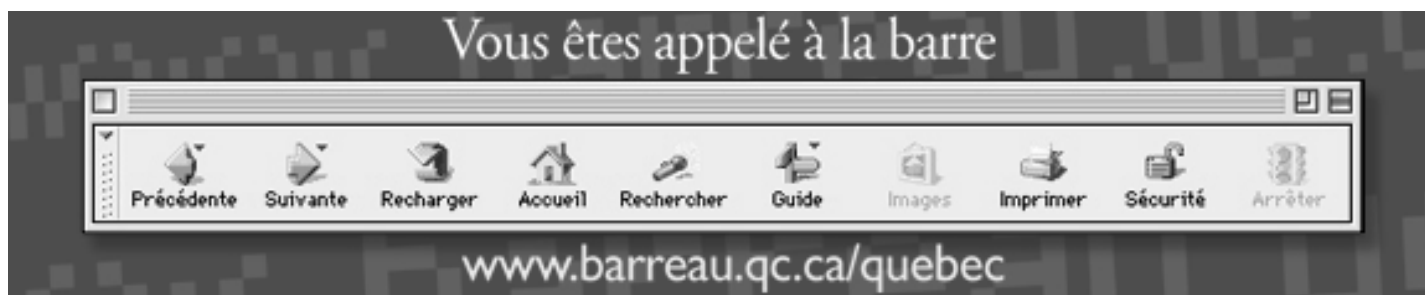 Vous êtes appelé à la barre
Précédente Suivante Recharger Accueil Rechercher Guide Images Imprimer Sécurité Arrêter
www.barreau.qc.ca/quebec